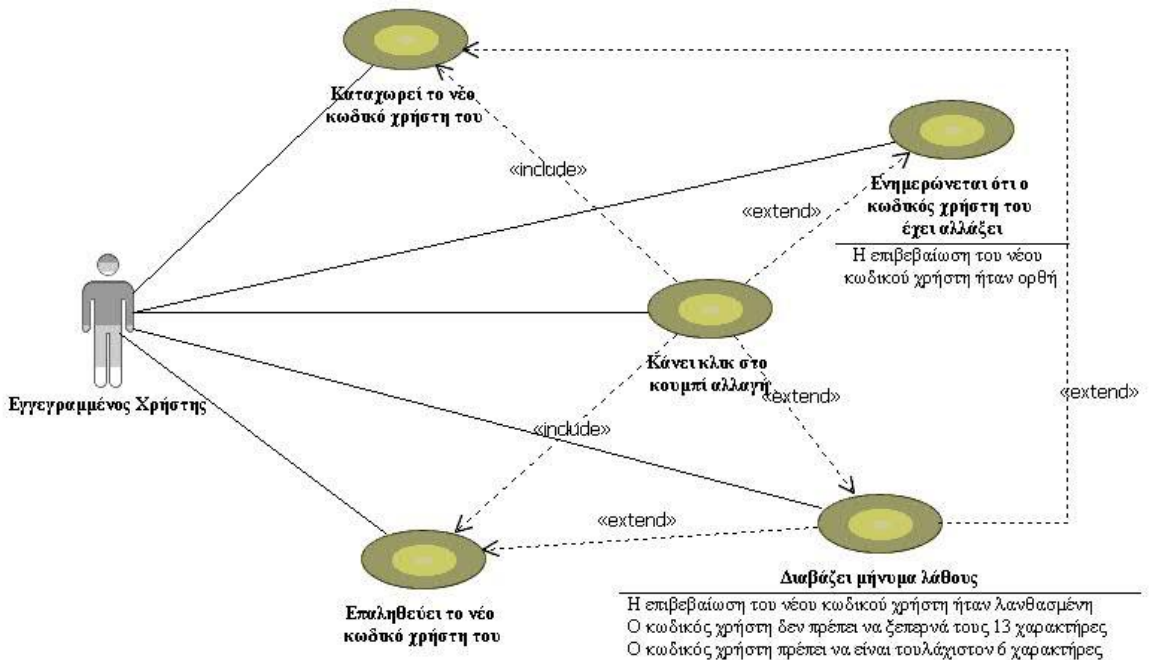 Καταχωρεί το νέο
κωδικό χρήστη του
«include»
Ενημερώνεται ότι ο
κωδικός χρήστη του
έχει αλλάξει
«extend»
Η επιβεβαίωση του νέου
κωδικού χρήστη ήταν ορθή
Κάνει κλικ στο
κουμπί αλλαγή
Εγγεγραμμένος Χρήστης
«extend»
«extend»
«include»
«extend»
Διαβάζει μήνυμα λάθους
Επαληθεύει το νέο
κωδικό χρήστη του
Η επιβεβαίωση του νέου κωδικού χρήστη ήταν λανθασμένη
Ο κωδικός χρήστη δεν πρέπει να ξεπερνά τους 13 χαρακτήρες
Ο κωδικός χρήστη πρέπει να είναι τουλάχιστον 6 χαρακτήρες